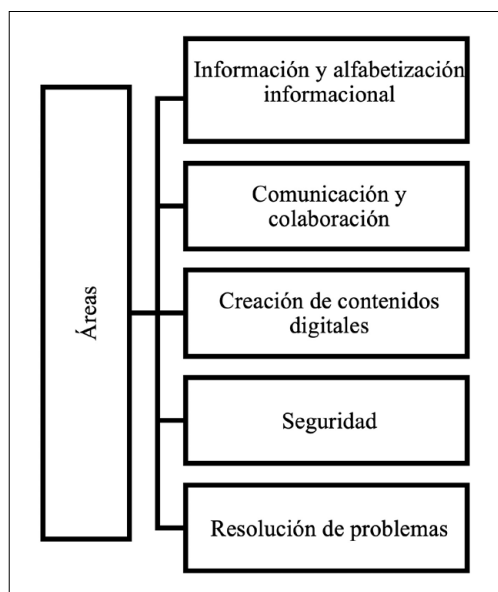 Áreas
Información y alfabetización
informacional
Comunicación y
colaboración
Creación de contenidos
digitales
Seguridad
Resolución de problemas